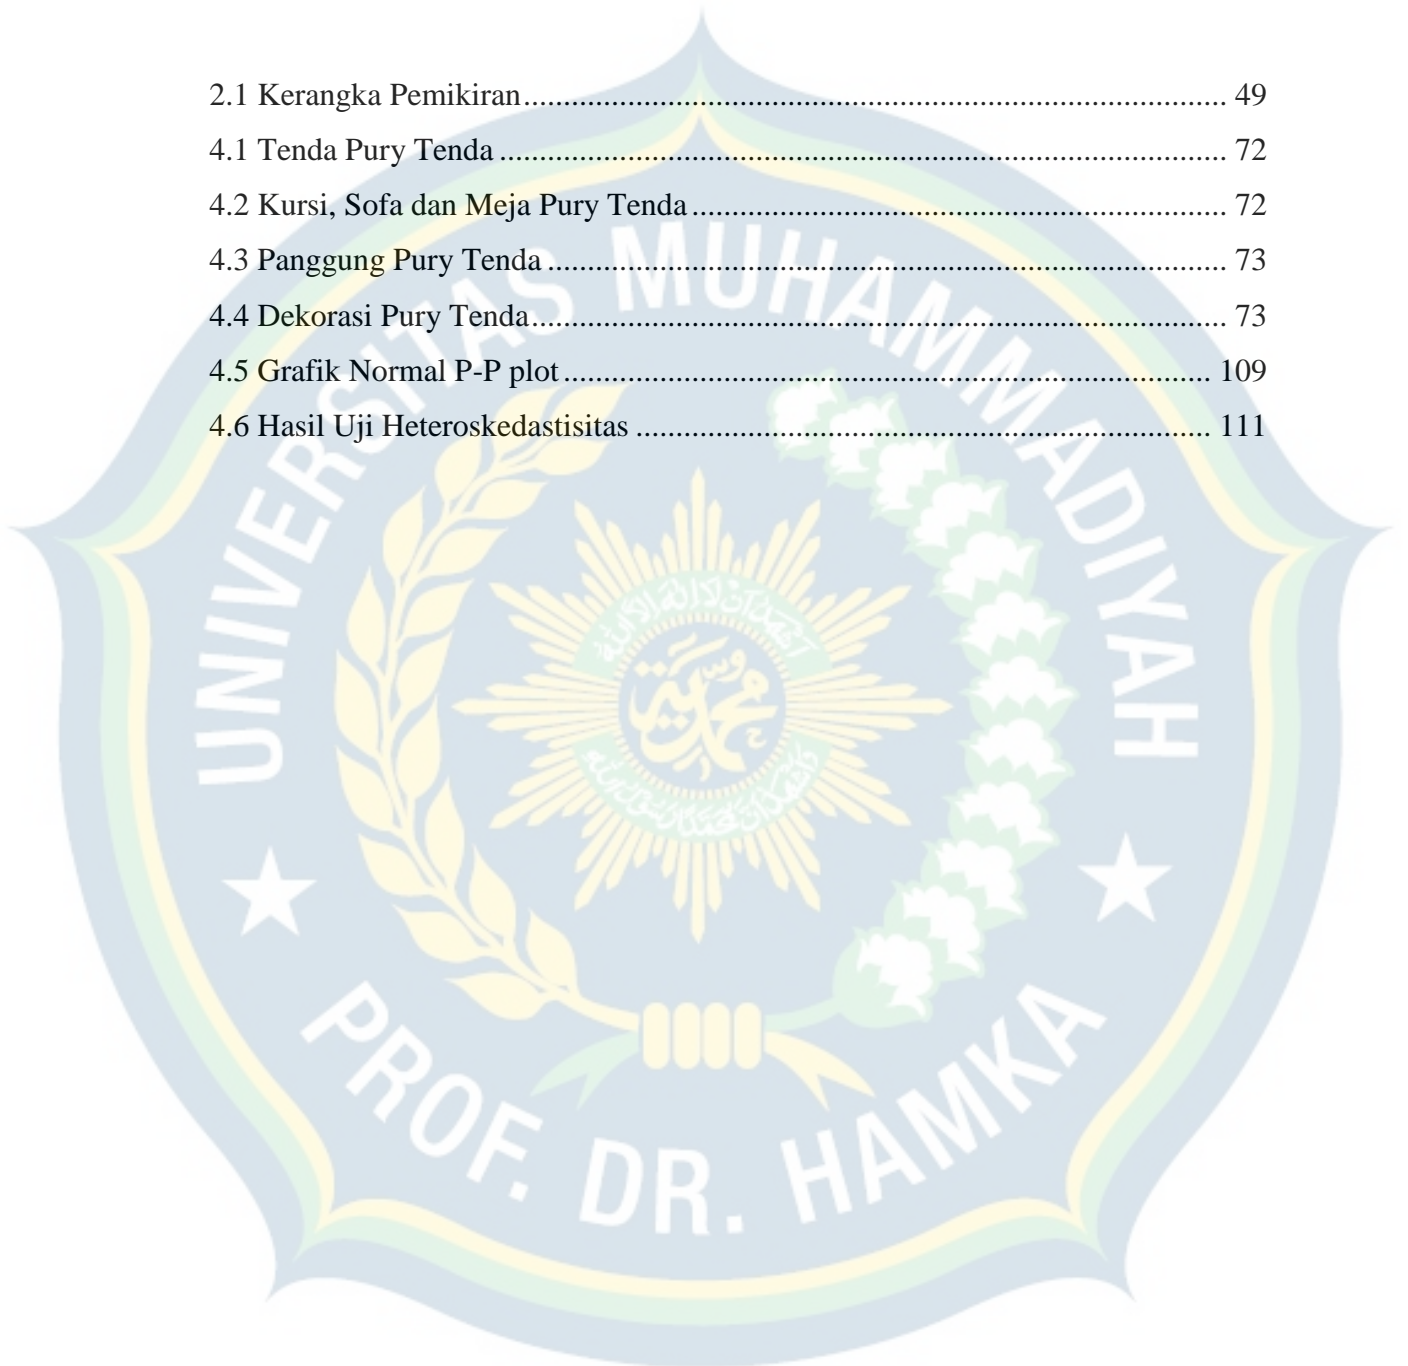 2.1 Kerangka Pemikiran........................................................................................ 49
4.1 Tenda Pury Tenda ........................................................................................... 72
4.2 Kursi, Sofa dan Meja Pury Tenda ................................................................... 72
4.3 Panggung Pury Tenda ..................................................................................... 73
4.4 Dekorasi Pury Tenda....................................................................................... 73
4.5 Grafik Normal P-P plot ................................................................................. 109
4.6 Hasil Uji Heteroskedastisitas ........................................................................ 111
UNIVERSITAS MUHAMMADIYAH
محمدية
PROF. DR. HAMKA